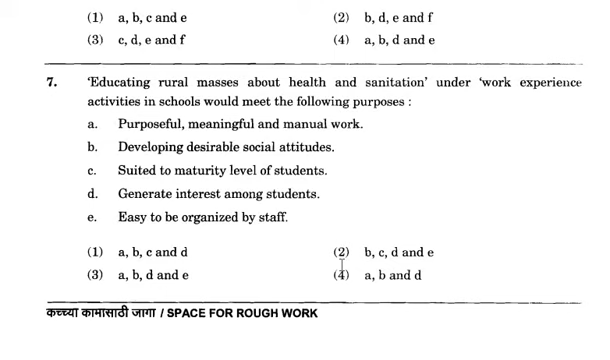 (1) a, b, c and e (2) b, d, e and f
(3) c, d, e and f (4) a, b, d and e
7. 'Educating rural masses about health and sanitation' under 'work experience
activities in schools would meet the following purposes :
a. Purposeful, meaningful and manual work.
b. Developing desirable social attitudes.
c. Suited to maturity level of students.
d. Generate interest among students.
e. Easy to be organized by staff.
(1) a, b, c and d (2) b, c, d and e
(3) a, b, d and e (4) a, b and d
कच्च्या कामासाठी जागा / SPACE FOR ROUGH WORK